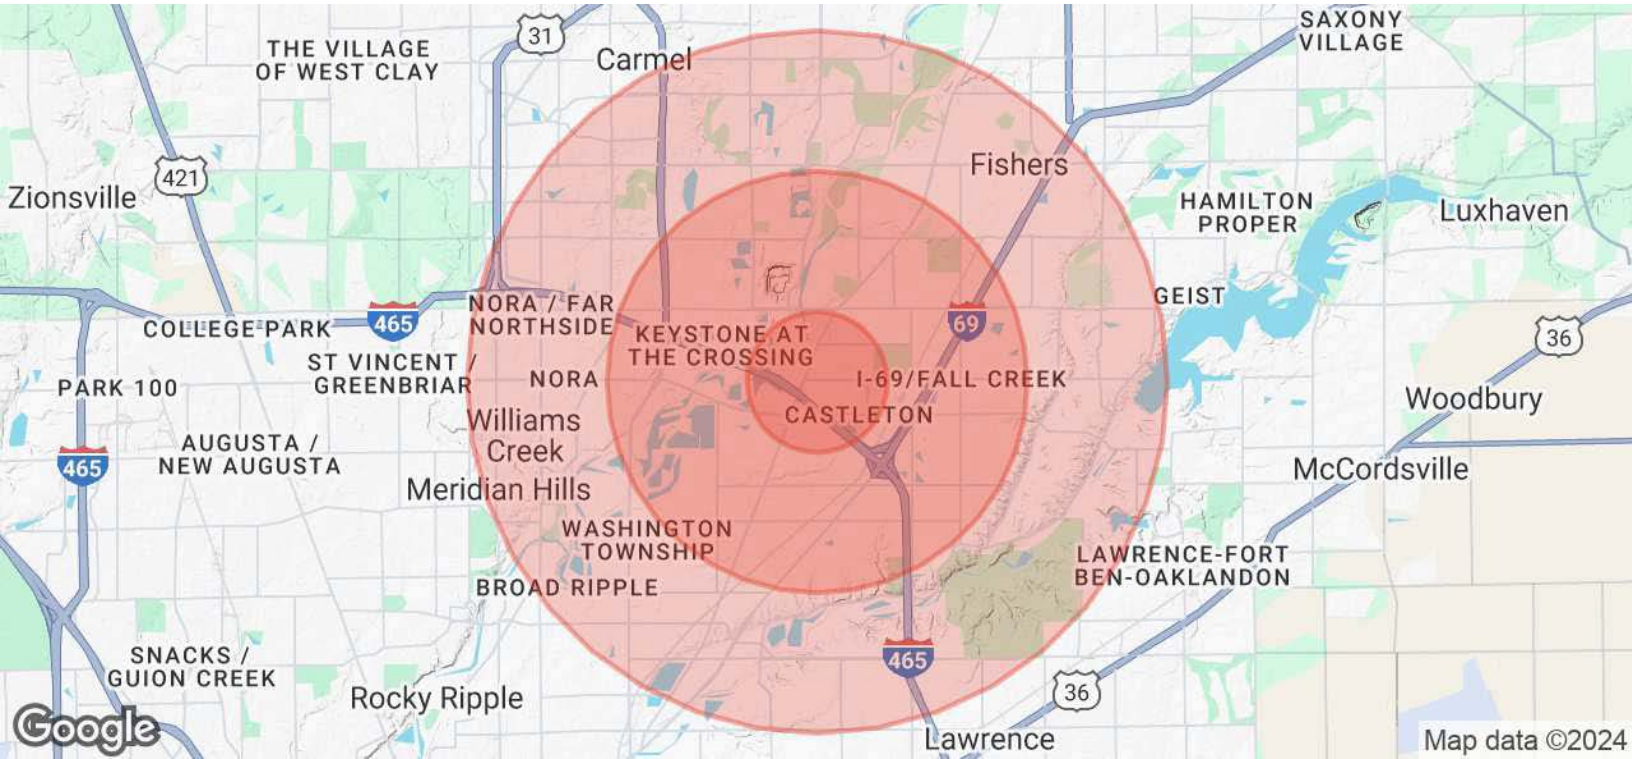 SAXONY
VILLAGE
31
THE VILLAGE
OF WEST CLAY
Carmel
Fishers
421
Zionsville
HAMILTON
PROPER
Luxhaven
GEIST
NORA / FAR
NORTHSIDE
465
COLLEGE PARK
69
36
KEYSTONE AT
THE CROSSING
ST VINCENT /
GREENBRIAR
PARK 100
NORA
I-69/FALL CREEK
Woodbury
CASTLETON
Williams
Creek
AUGUSTA /
NEW AUGUSTA
465
McCordsville
Meridian Hills
WASHINGTON
TOWNSHIP
LAWRENCE-FORT
BEN-OAKLANDON
BROAD RIPPLE
SNACKS /
GUION CREEK
465
36
Rocky Ripple
Google
Lawrence
Map data ©2024